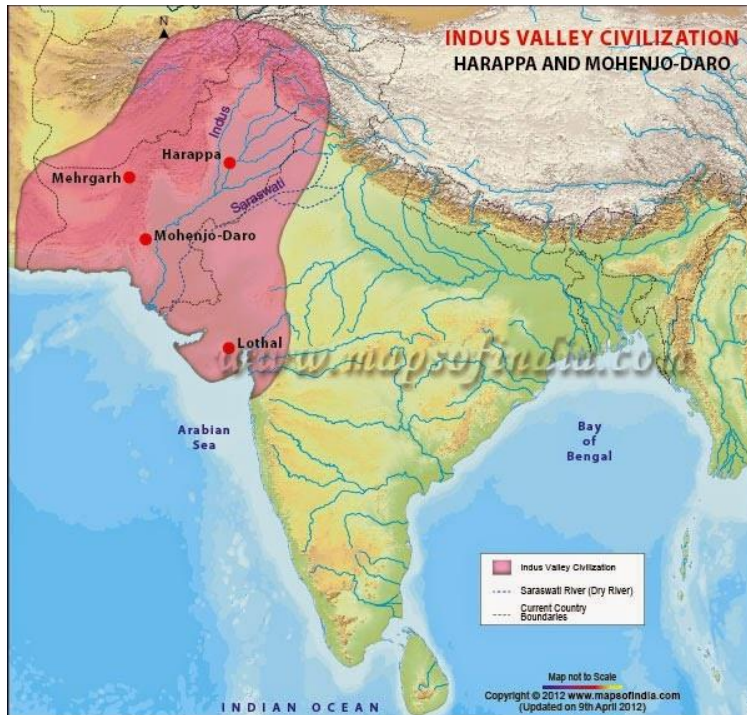 INDUS VALLEY CIVILIZATION
HARAPPA AND MOHENJO-DARO
N
Indus
Harappa
Mehrgarh
Saraswati
Mohenjo-Daro
Lothal
www.mapsofindia.com
Arabian
Sea
Bay
of
Bengal
Indus Valley Civilization
Saraswati River (Dry River)
Current Country
Boundaries
Map not to Scale
Copyright © 2012 www.mapsofindia.com
(Updated on 9th April 2012)
INDIAN OCEAN